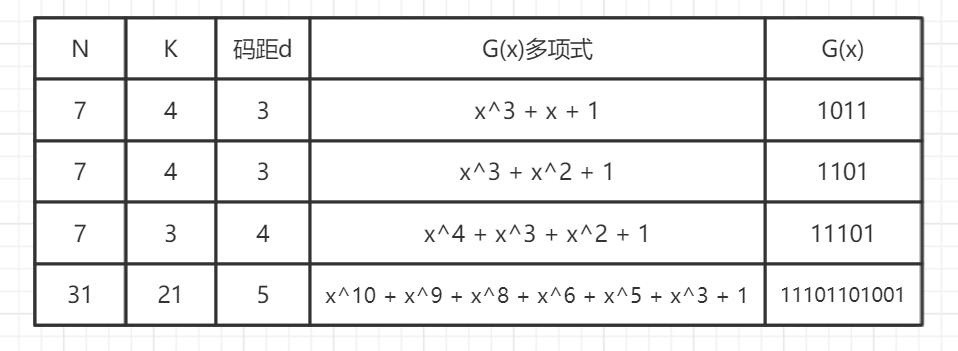 N K 码距d G(x)多项式 G(x)
7 4 3 x^3 + x + 1 1011
7 4 3 x^3 + x^2 + 1 1101
7 3 4 x^4 + x^3 + x^2 + 1 11101
31 21 5 x^10 + x^9 + x^8 + x^6 + x^5 + x^3 + 1 11101101001